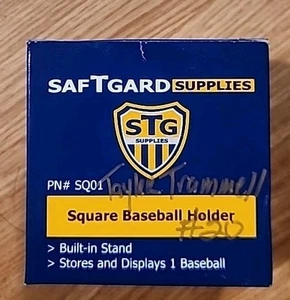 SAFTGARD SUPPLIES
STG
SUPPLIES
PN# SQ01
Taylor Trammell
Square Baseball Holder
#20
> Built-in Stand
> Stores and Displays 1 Baseball